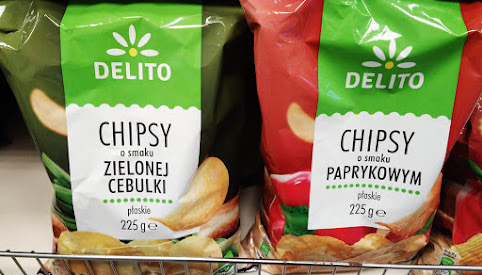 DELITO
CHIPSY
o smaku
ZIELONEJ
CEBULKI
płaskie
225 g e
DELITO
CHIPSY
o smaku
PAPRYKOWYM
płaskie
225 g e